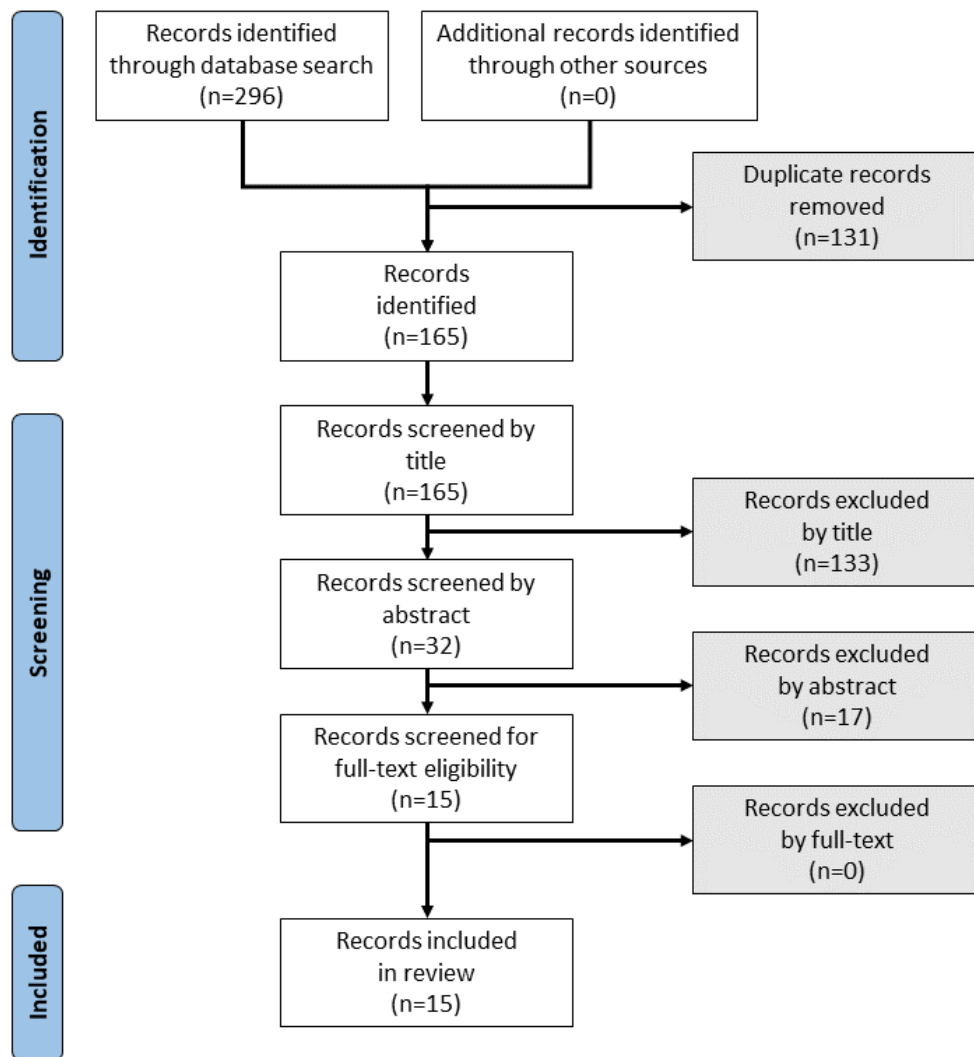 Identification
Records identified
through database search
(n=296)
Additional records identified
through other sources
(n=0)
Duplicate records
removed
(n=131)
Records
identified
(n=165)
Screening
Records screened by
title
(n=165)
Records excluded
by title
(n=133)
Records screened by
abstract
(n=32)
Records excluded
by abstract
(n=17)
Records screened for
full-text eligibility
(n=15)
Records excluded
by full-text
(n=0)
Included
Records included
in review
(n=15)